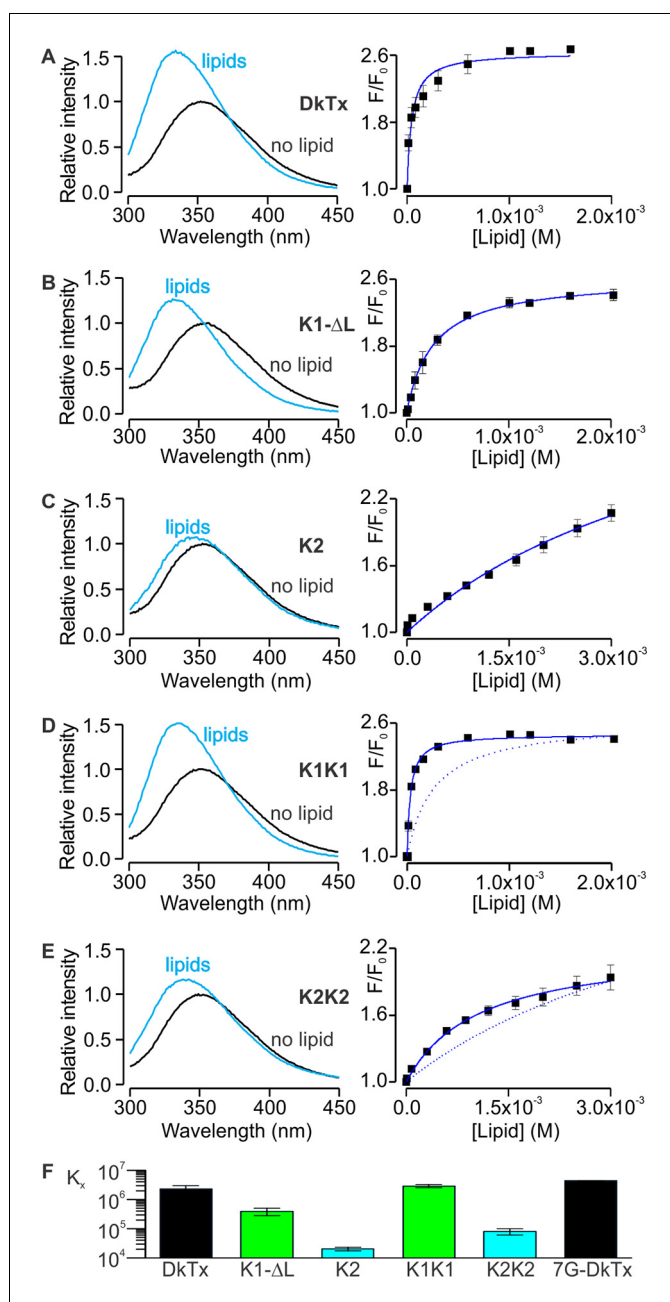 A
1.5
1.0
0.5
0.0
Relative intensity
lipids
DkTx
no lipid
300 350 400 450
Wavelength (nm)
F/F₀
2.6
1.8
1.0
0.0 1.0x10⁻³ 2.0x10⁻³
[Lipid] (M)
B
1.5
1.0
0.5
0.0
Relative intensity
lipids
K1-ΔL
no lipid
300 350 400 450
Wavelength (nm)
F/F₀
2.6
1.8
1.0
0.0 1.0x10⁻³ 2.0x10⁻³
[Lipid] (M)
C
1.5
1.0
0.5
0.0
Relative intensity
lipids
K2
no lipid
300 350 400 450
Wavelength (nm)
F/F₀
2.2
1.6
1.0
0.0 1.5x10⁻³ 3.0x10⁻³
[Lipid] (M)
D
1.5
1.0
0.5
0.0
Relative intensity
lipids
K1K1
no lipid
300 350 400 450
Wavelength (nm)
F/F₀
2.6
1.8
1.0
0.0 1.0x10⁻³ 2.0x10⁻³
[Lipid] (M)
E
1.5
1.0
0.5
0.0
Relative intensity
lipids
K2K2
no lipid
300 350 400 450
Wavelength (nm)
F/F₀
2.2
1.6
1.0
0.0 1.5x10⁻³ 3.0x10⁻³
[Lipid] (M)
F
Kₓ
10⁷
10⁶
10⁵
10⁴
DkTx K1-ΔL K2 K1K1 K2K2 7G-DkTx